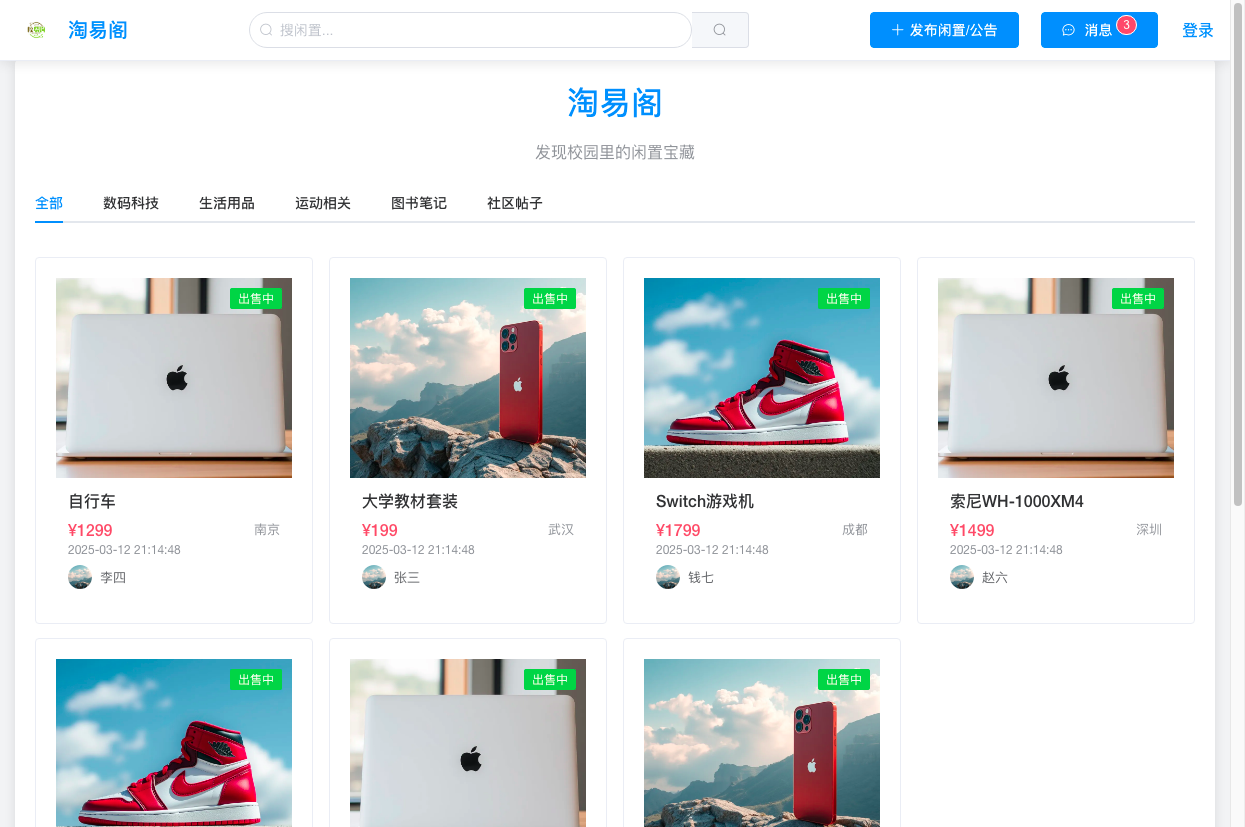 淘易阁
搜闲置...
发布闲置/公告
消息 3
登录
淘易阁
发现校园里的闲置宝藏
全部 数码科技 生活用品 运动相关 图书笔记 社区帖子
出售中 出售中 出售中 出售中
自行车
¥1299 南京
2025-03-12 21:14:48
李四
大学教材套装
¥199 武汉
2025-03-12 21:14:48
张三
Switch游戏机
¥1799 成都
2025-03-12 21:14:48
钱七
索尼WH-1000XM4
¥1499 深圳
2025-03-12 21:14:48
赵六
出售中 出售中 出售中